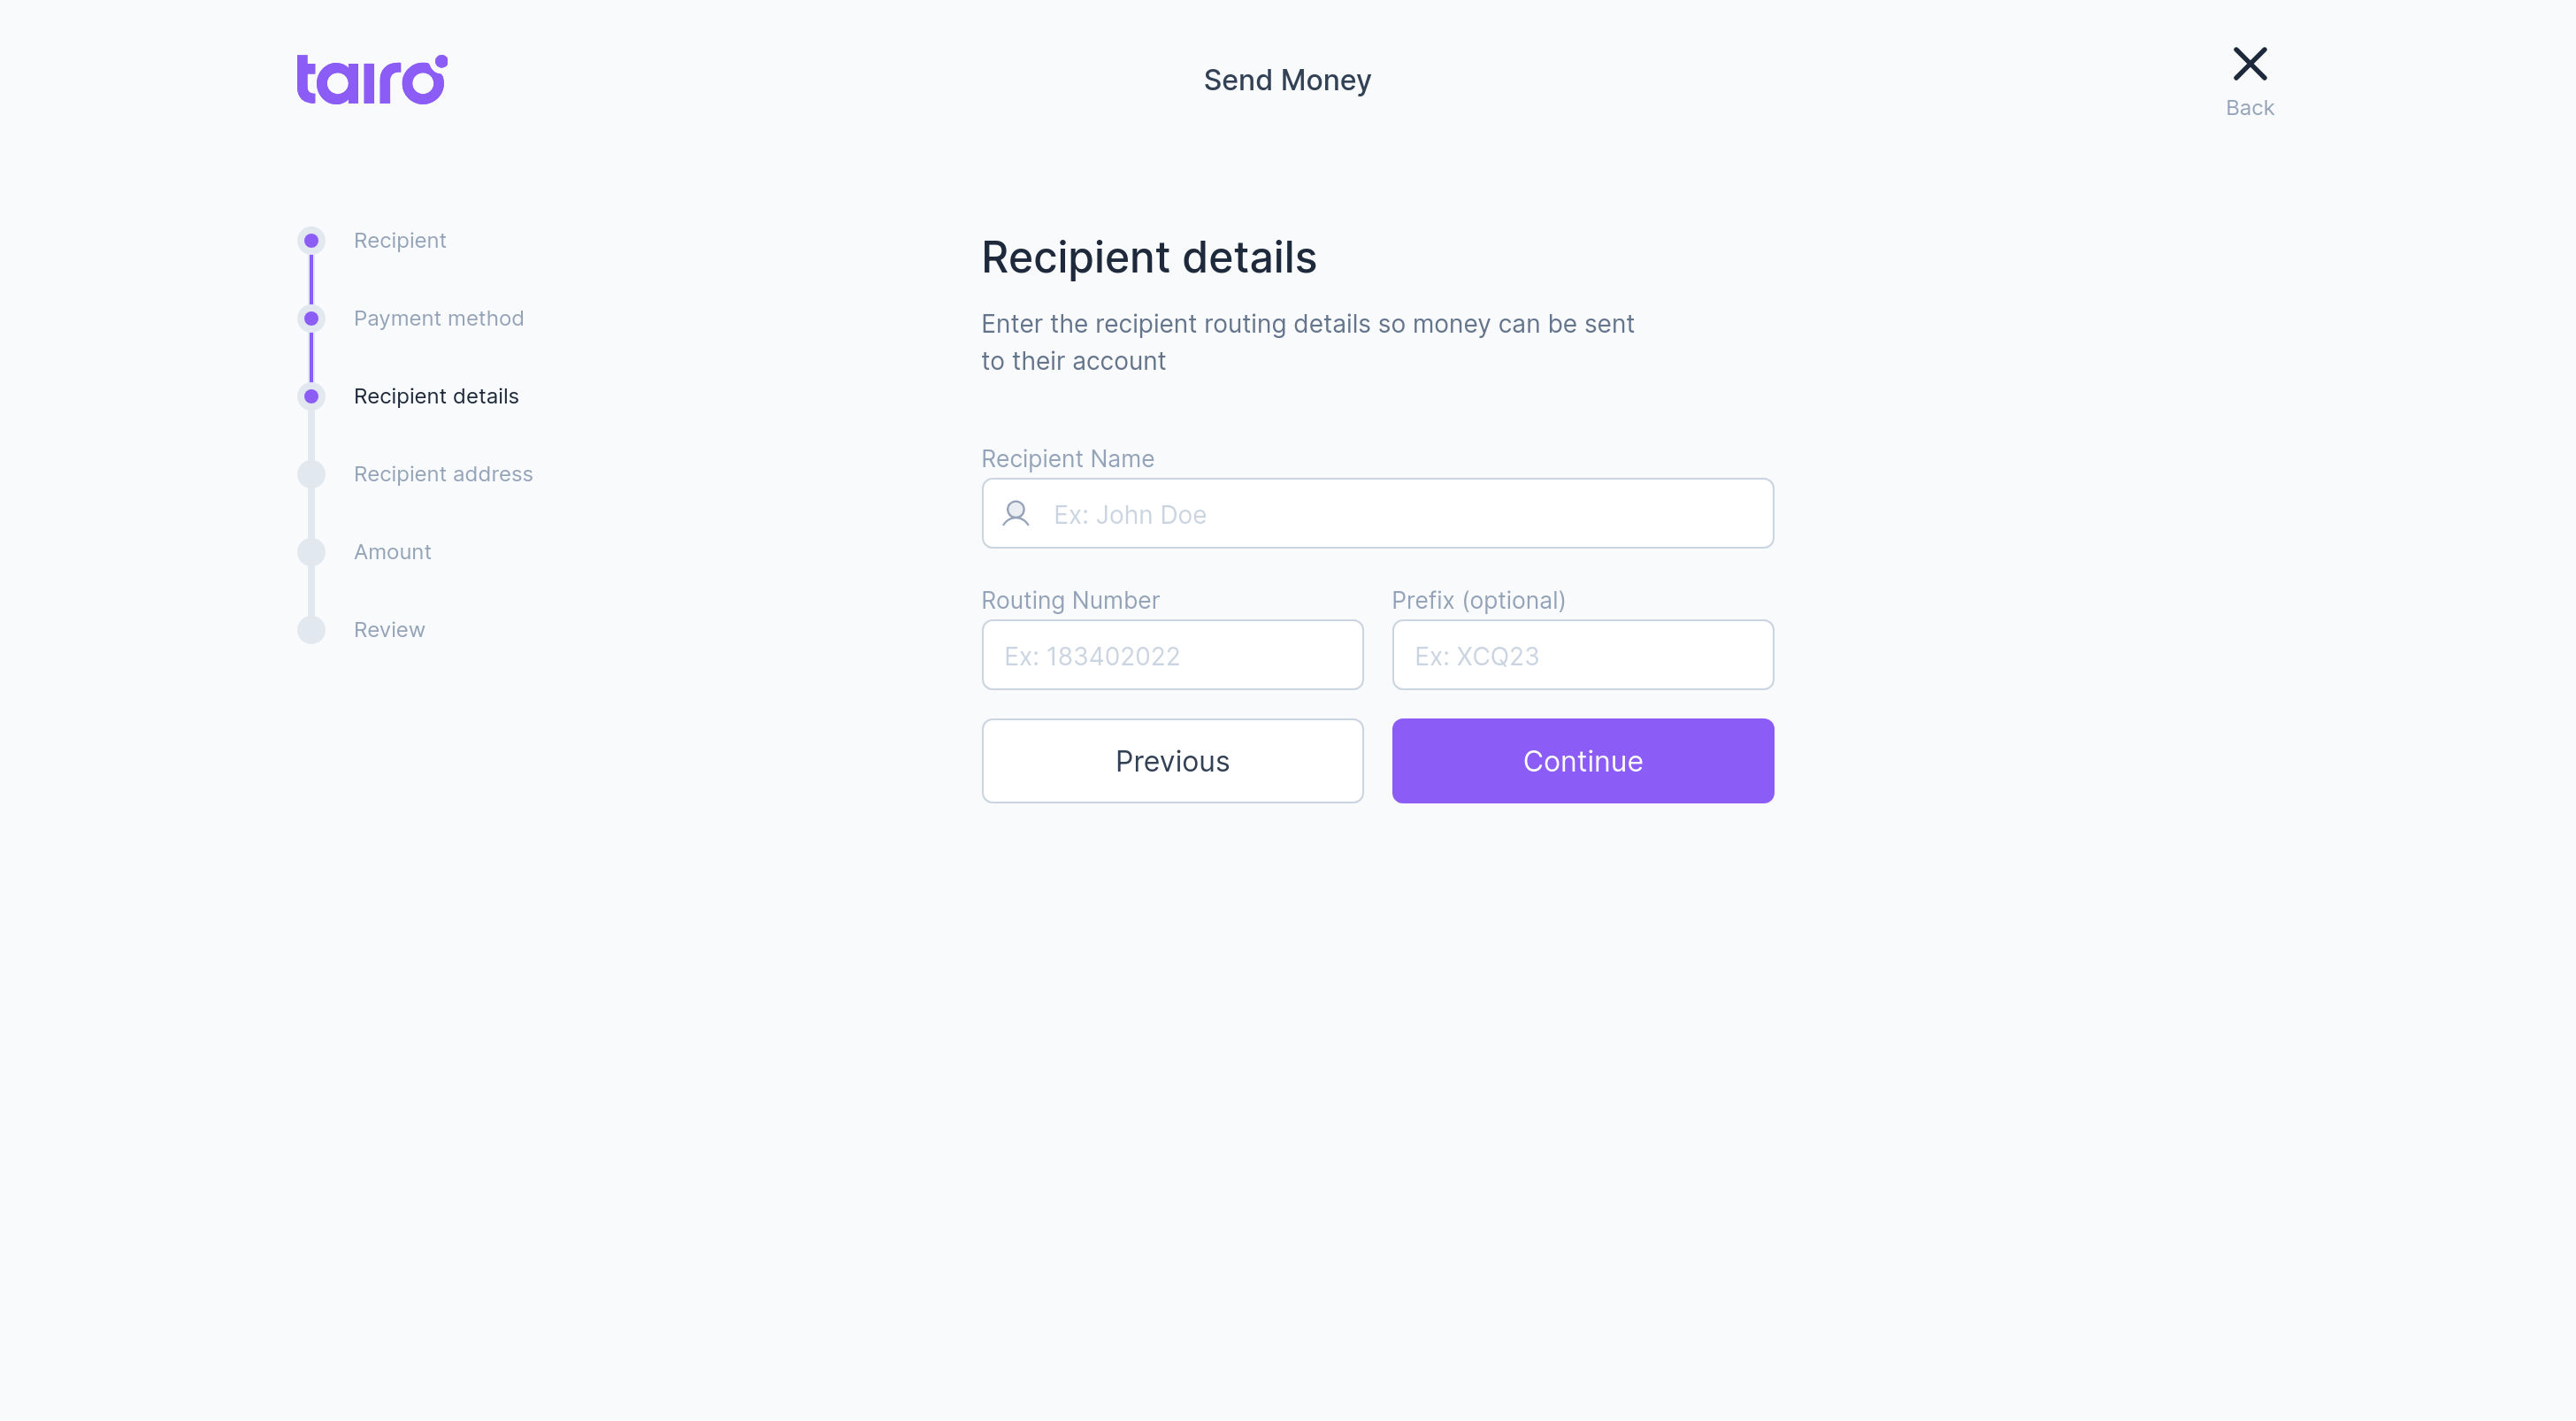 tairo
Send Money
Back
Recipient
Payment method
Recipient details
Recipient address
Amount
Review
Recipient details
Enter the recipient routing details so money can be sent
to their account
Recipient Name
Ex: John Doe
Routing Number
Prefix (optional)
Ex: 183402022
Ex: XCQ23
Previous
Continue